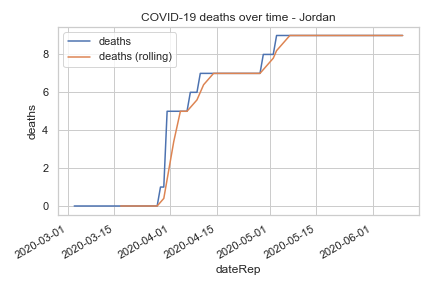 COVID-19 deaths over time - Jordan
deaths
deaths (rolling)
deaths
8
6
4
2
0
2020-03-01
2020-03-15
2020-04-01
2020-04-15
2020-05-01
2020-05-15
2020-06-01
dateRep